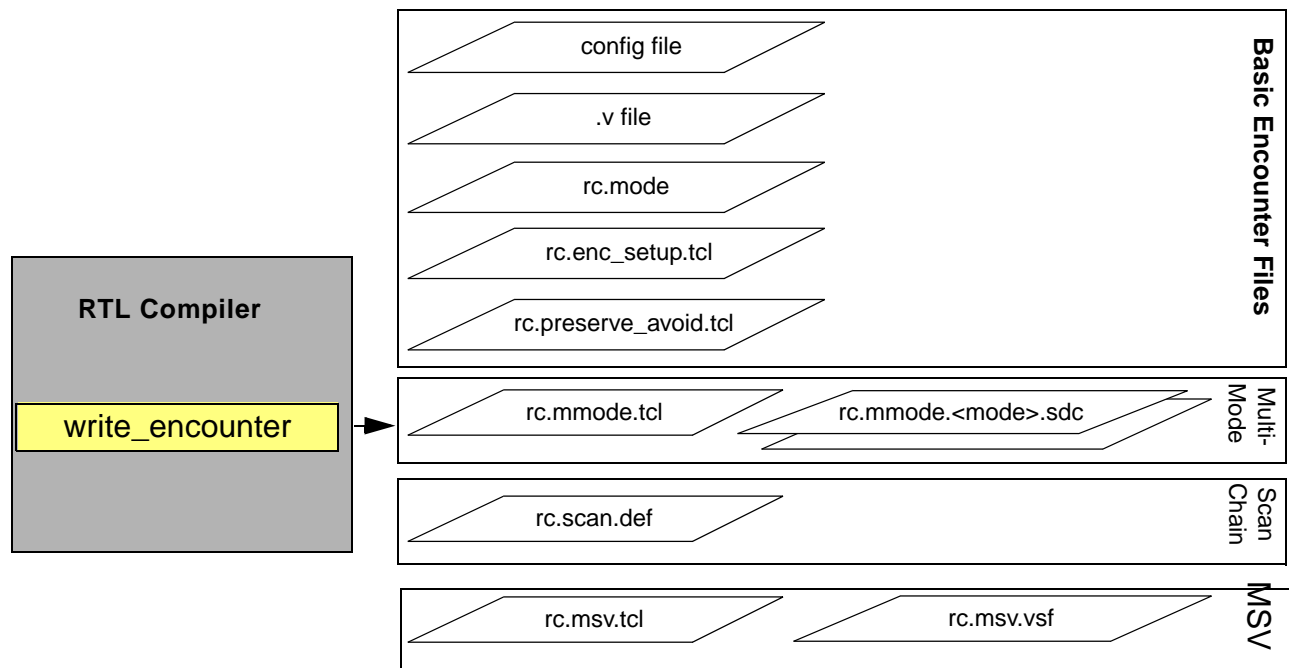 config file
.v file
rc.mode
rc.enc_setup.tcl
rc.preserve_avoid.tcl
Basic Encounter Files
RTL Compiler
write_encounter
rc.mmode.tcl
rc.mmode.<mode>.sdc
Multi-
Mode
rc.scan.def
Scan
Chain
rc.msv.tcl
rc.msv.vsf
MSV